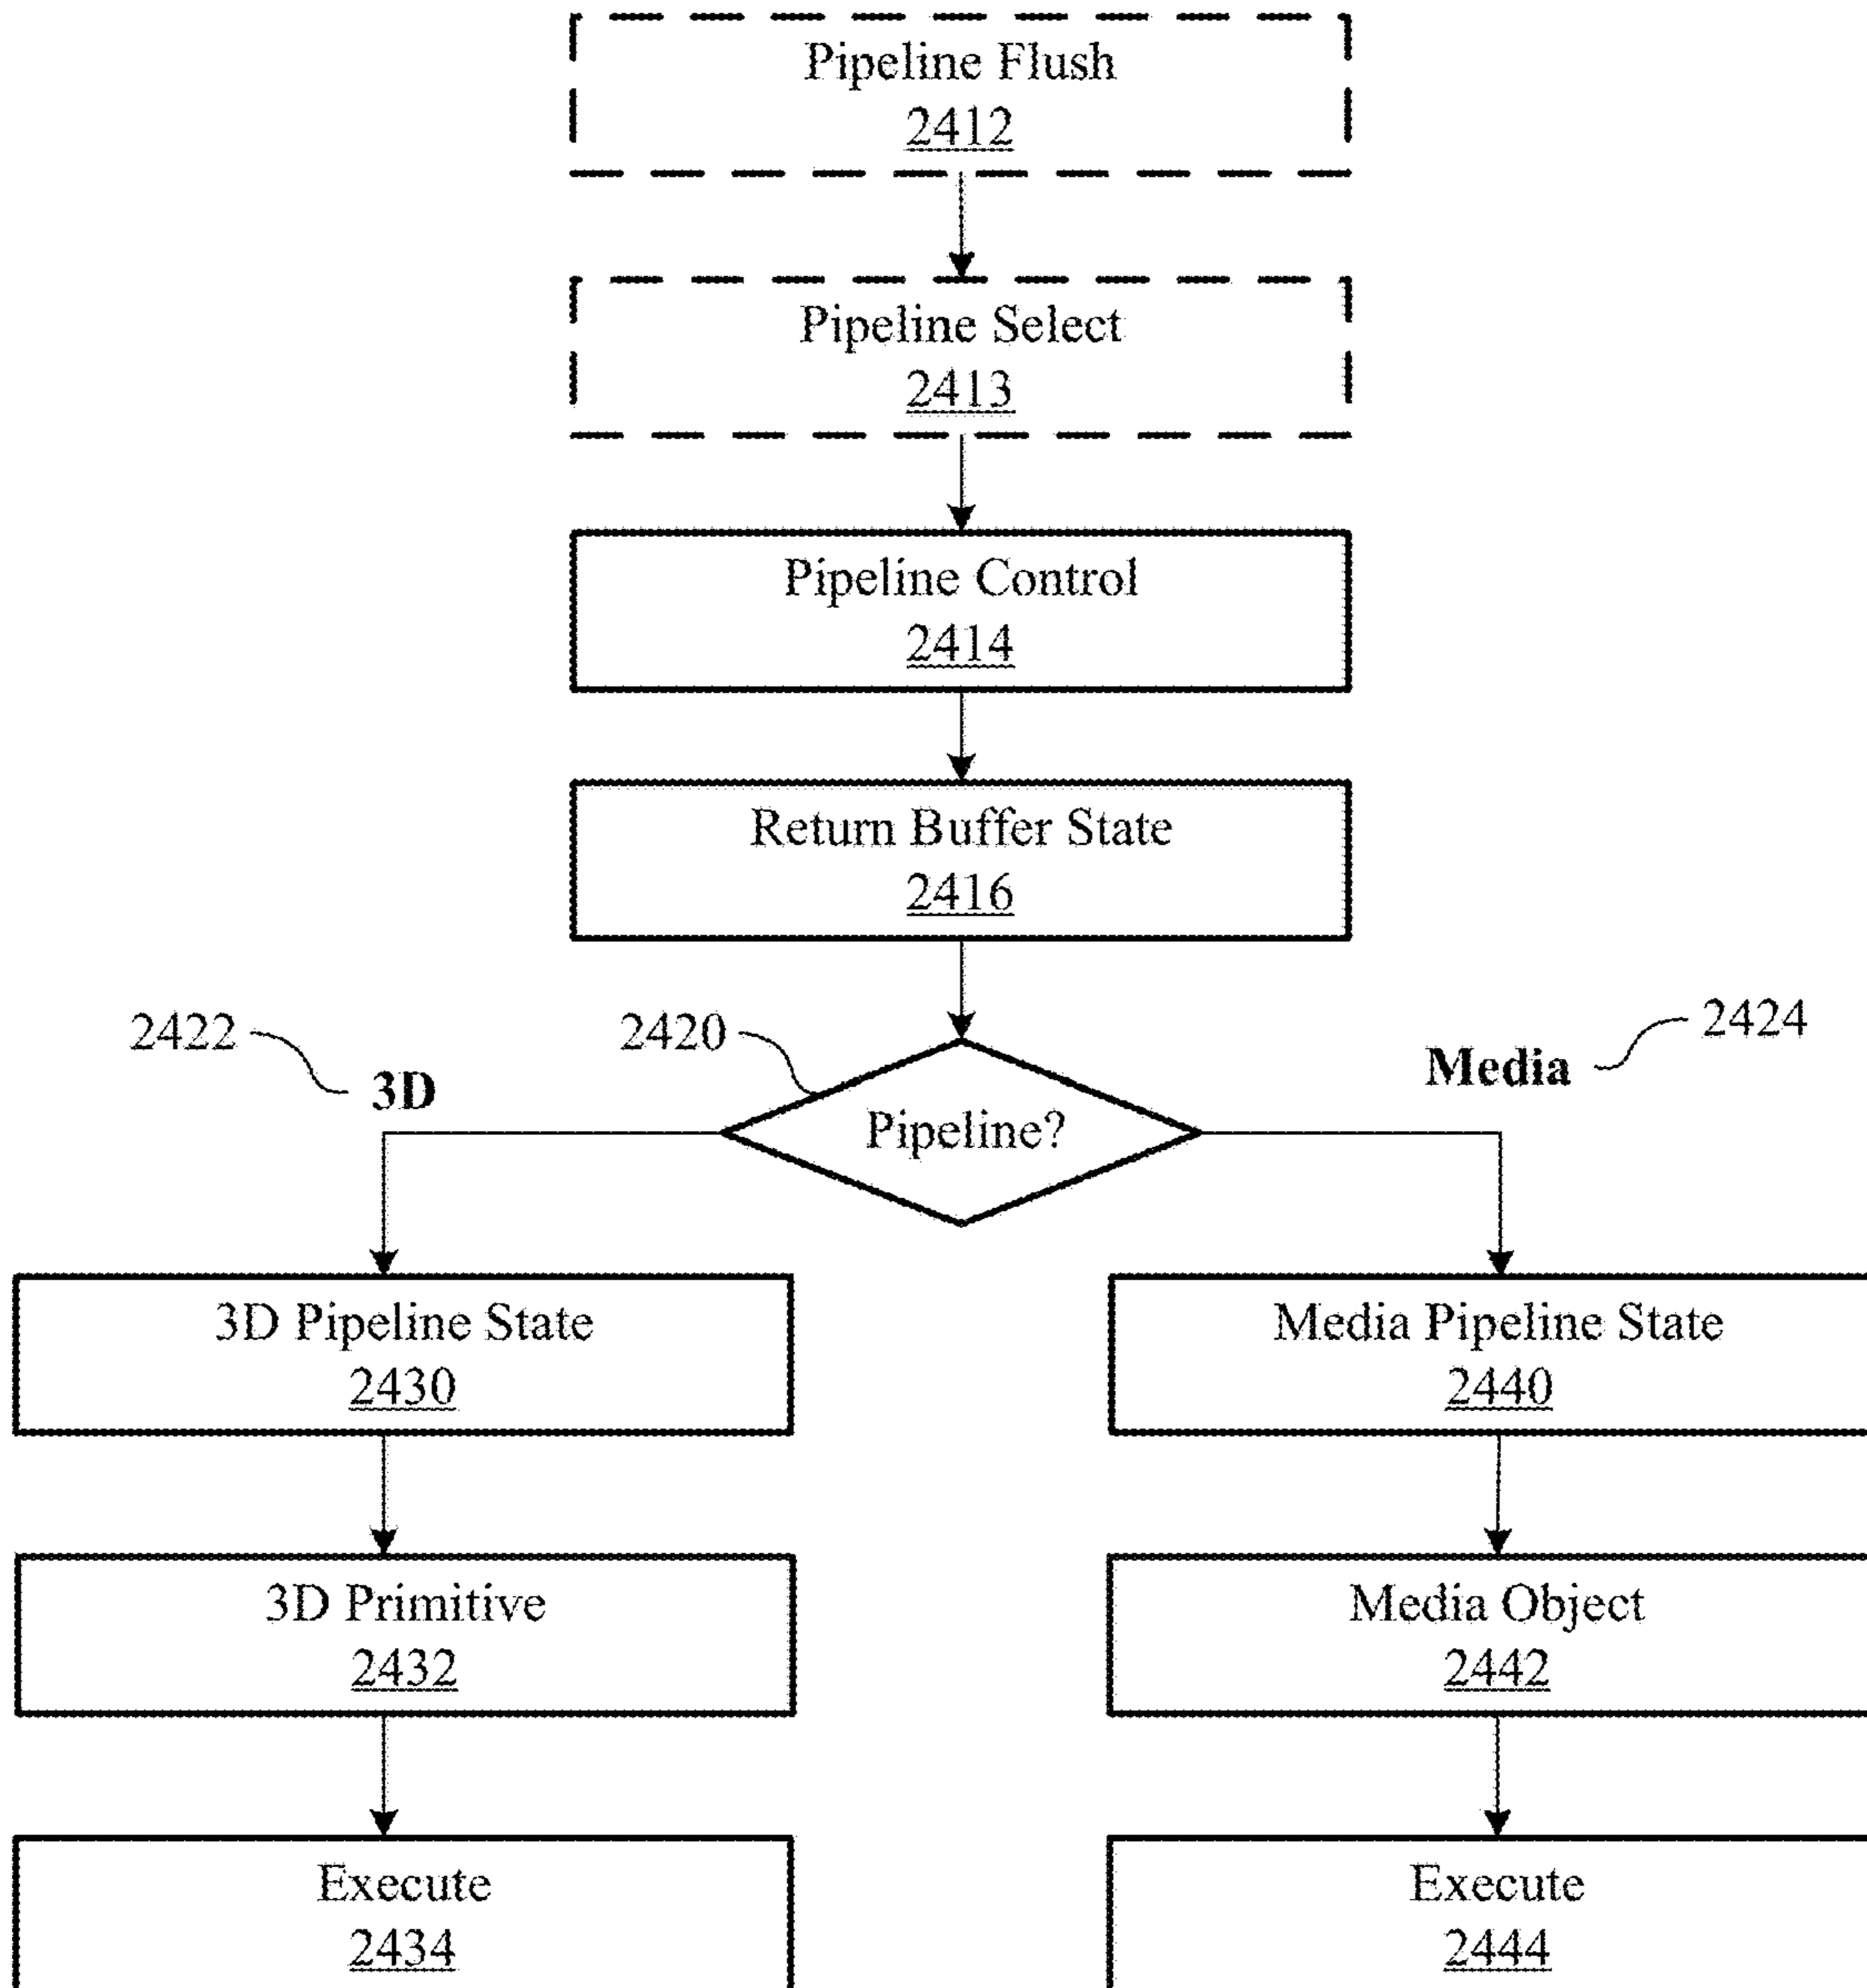 Pipeline Flush
2412
Pipeline Select
2413
Pipeline Control
2414
Return Buffer State
2416
2422
2420
2424
3D
Media
Pipeline?
3D Pipeline State
2430
Media Pipeline State
2440
3D Primitive
2432
Media Object
2442
Execute
2434
Execute
2444